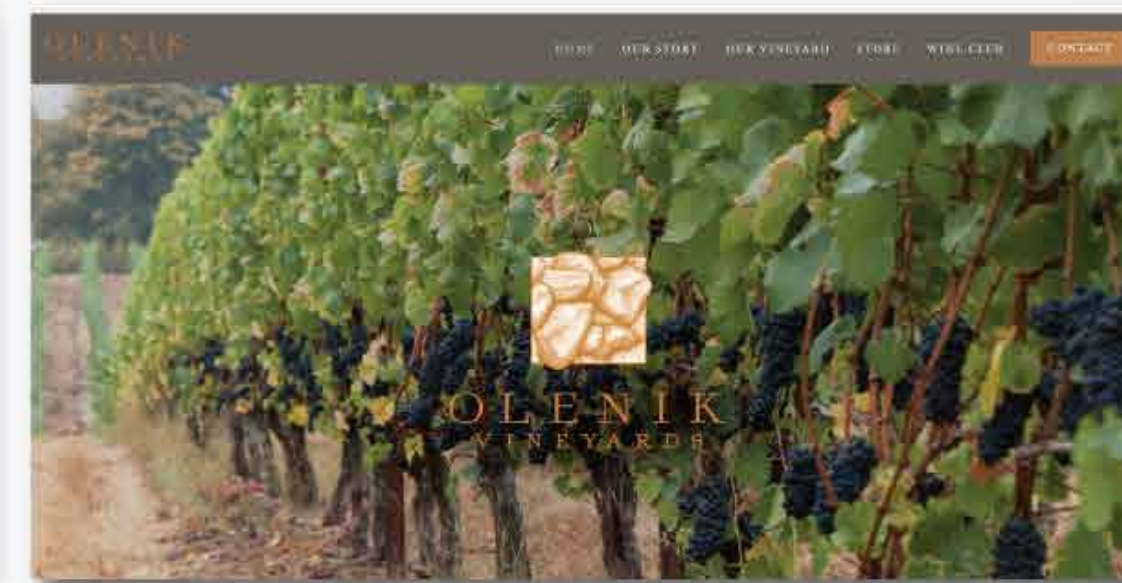 OLENIK
HOME OUR STORY OUR VINEYARD STORE WINE CLUB CONTACT
OLENIK
VINEYARDS